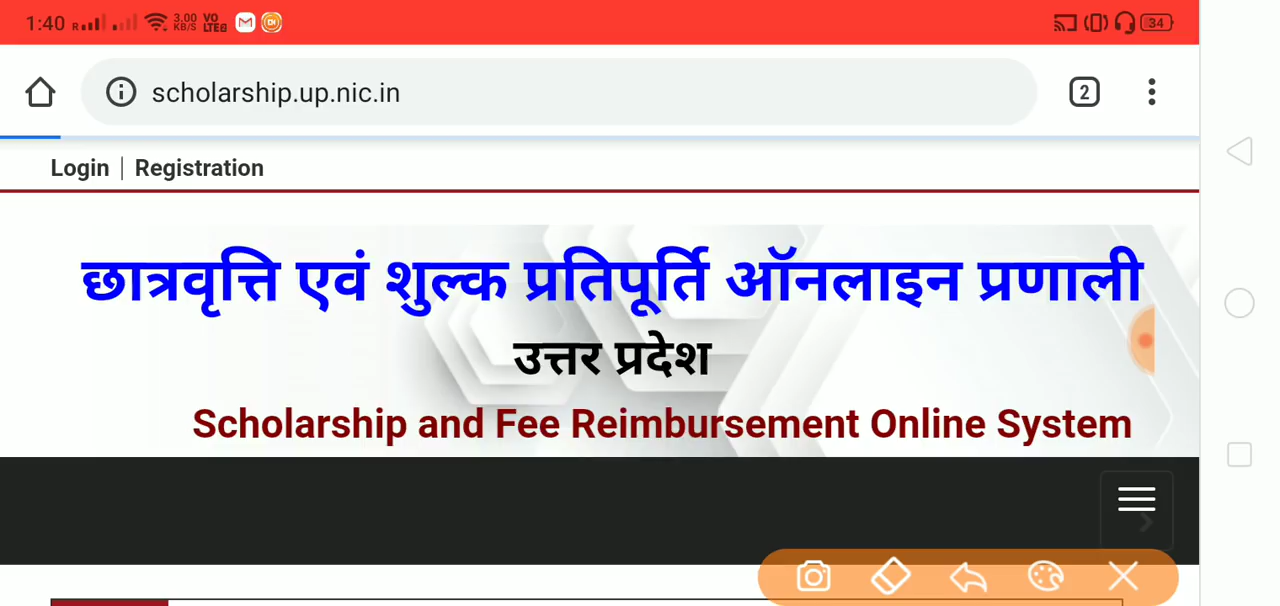 1:40 R 3.00 KB/S VO LTE2 34
scholarship.up.nic.in 2
Login | Registration
छात्रवृत्ति एवं शुल्क प्रतिपूर्ति ऑनलाइन प्रणाली
उत्तर प्रदेश
Scholarship and Fee Reimbursement Online System